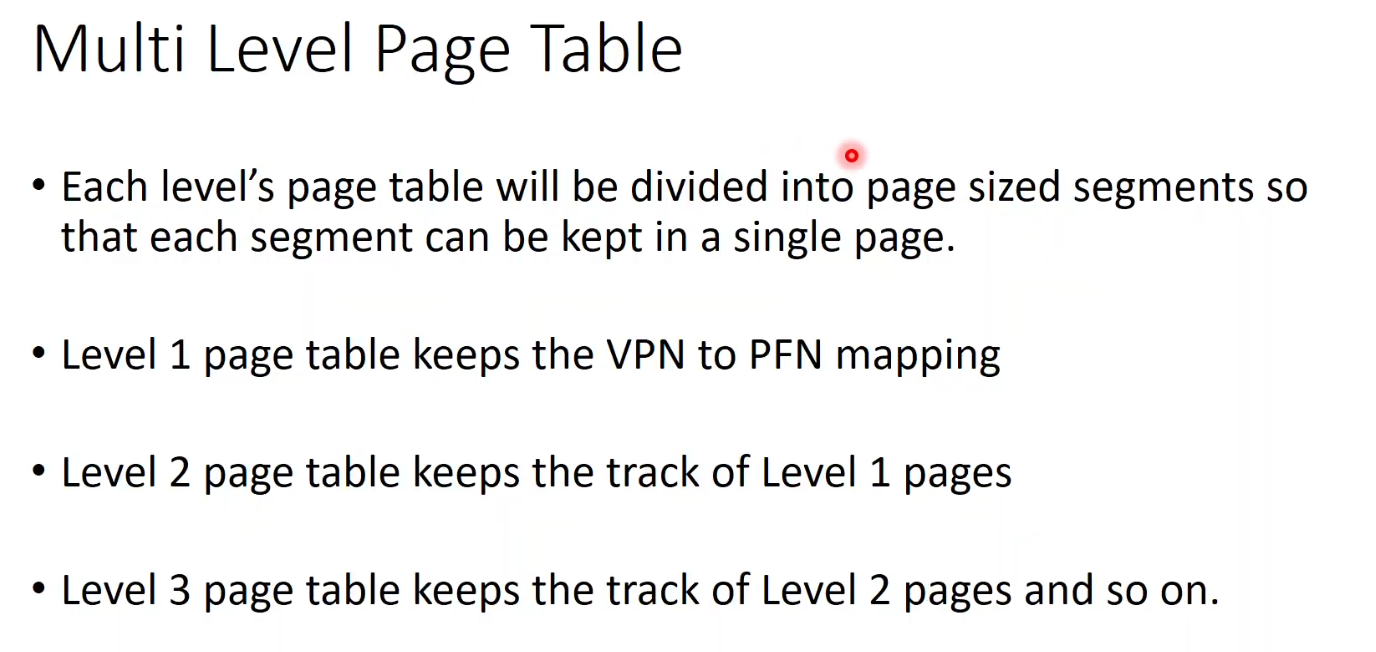 Multi Level Page Table
• Each level’s page table will be divided into page sized segments so
that each segment can be kept in a single page.
• Level 1 page table keeps the VPN to PFN mapping
• Level 2 page table keeps the track of Level 1 pages
• Level 3 page table keeps the track of Level 2 pages and so on.